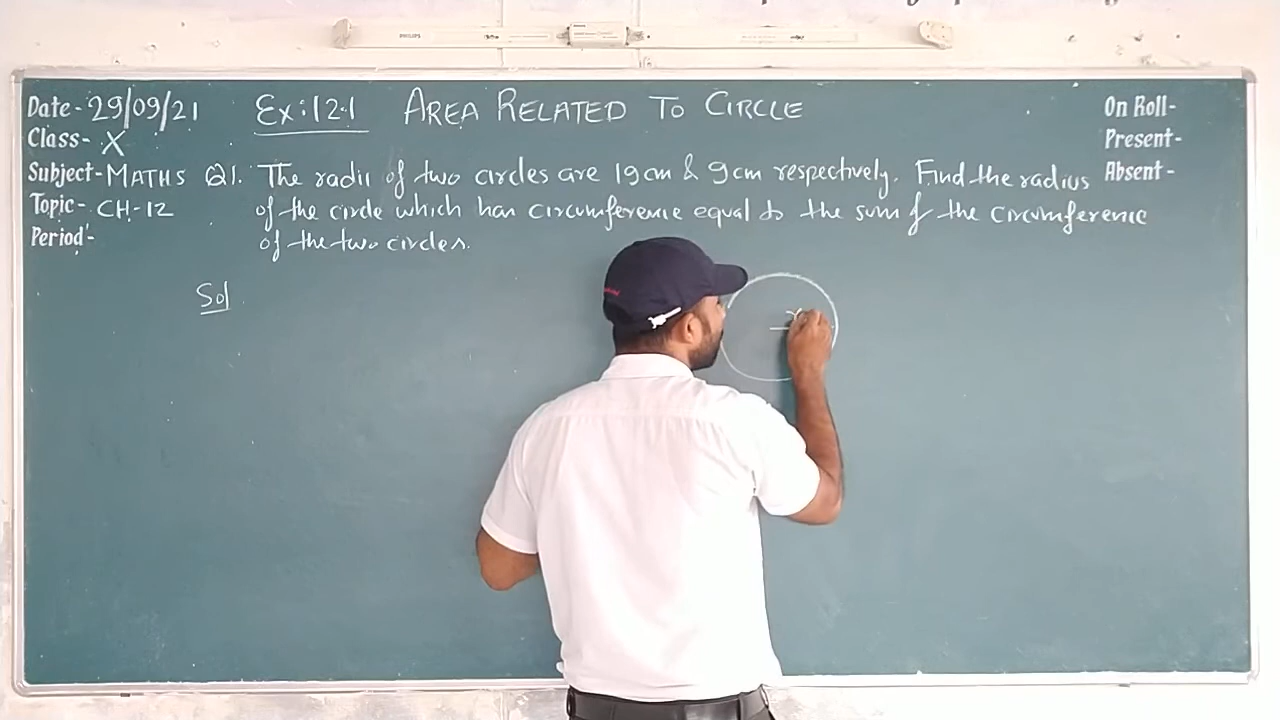 Date - 29/09/21 Ex:12.1 AREA RELATED TO CIRCLE On Roll-
Class- X Present-
Subject- MATHS Q1. The radii of two circles are 19cm & 9cm respectively. Find the radius Absent -
Topic - CH-12 of the circle which has circumference equal to the sum of the circumference
Period - of the two circles.
Sol
r
PHILIPS